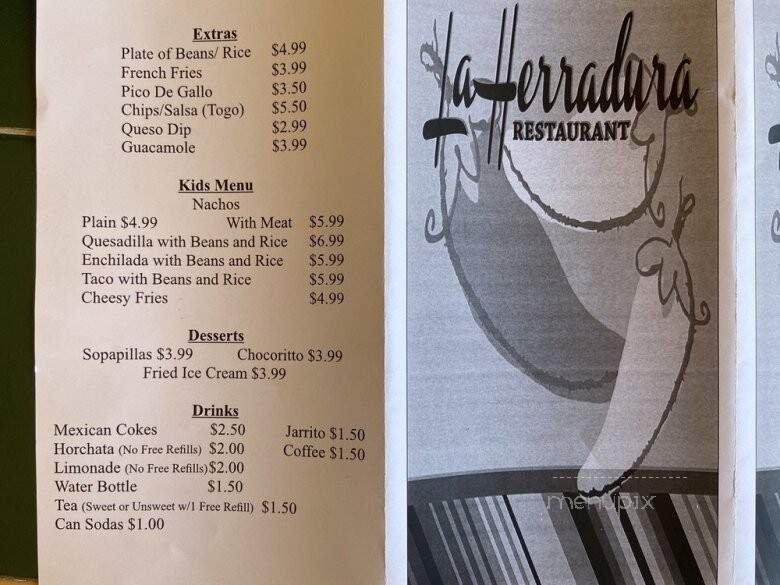 Extras
Plate of Beans/ Rice $4.99
French Fries $3.99
Pico De Gallo $3.50
Chips/Salsa (Togo) $5.50
Queso Dip $2.99
Guacamole $3.99
Kids Menu
Nachos
Plain $4.99 With Meat $5.99
Quesadilla with Beans and Rice $6.99
Enchilada with Beans and Rice $5.99
Taco with Beans and Rice $5.99
Cheesy Fries $4.99
Desserts
Sopapillas $3.99 Chocoritto $3.99
Fried Ice Cream $3.99
Drinks
Mexican Cokes $2.50 Jarrito $1.50
Horchata (No Free Refills) $2.00 Coffee $1.50
Limonade (No Free Refills) $2.00
Water Bottle $1.50
Tea (Sweet or Unsweet w/1 Free Refill) $1.50
Can Sodas $1.00
La Herradura
RESTAURANT
menupix